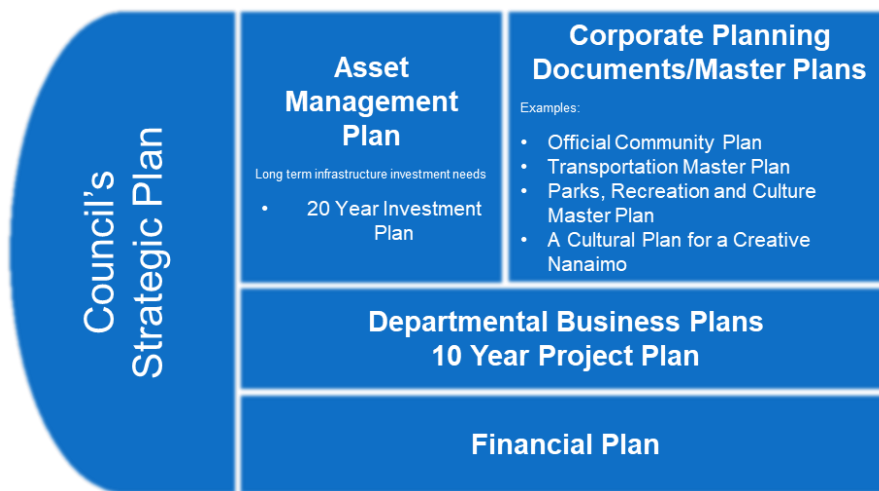 Council's
Strategic Plan
Asset
Management
Plan
Long term infrastructure investment needs
• 20 Year Investment
Plan
Corporate Planning
Documents/Master Plans
Examples:
• Official Community Plan
• Transportation Master Plan
• Parks, Recreation and Culture
Master Plan
• A Cultural Plan for a Creative
Nanaimo
Departmental Business Plans
10 Year Project Plan
Financial Plan